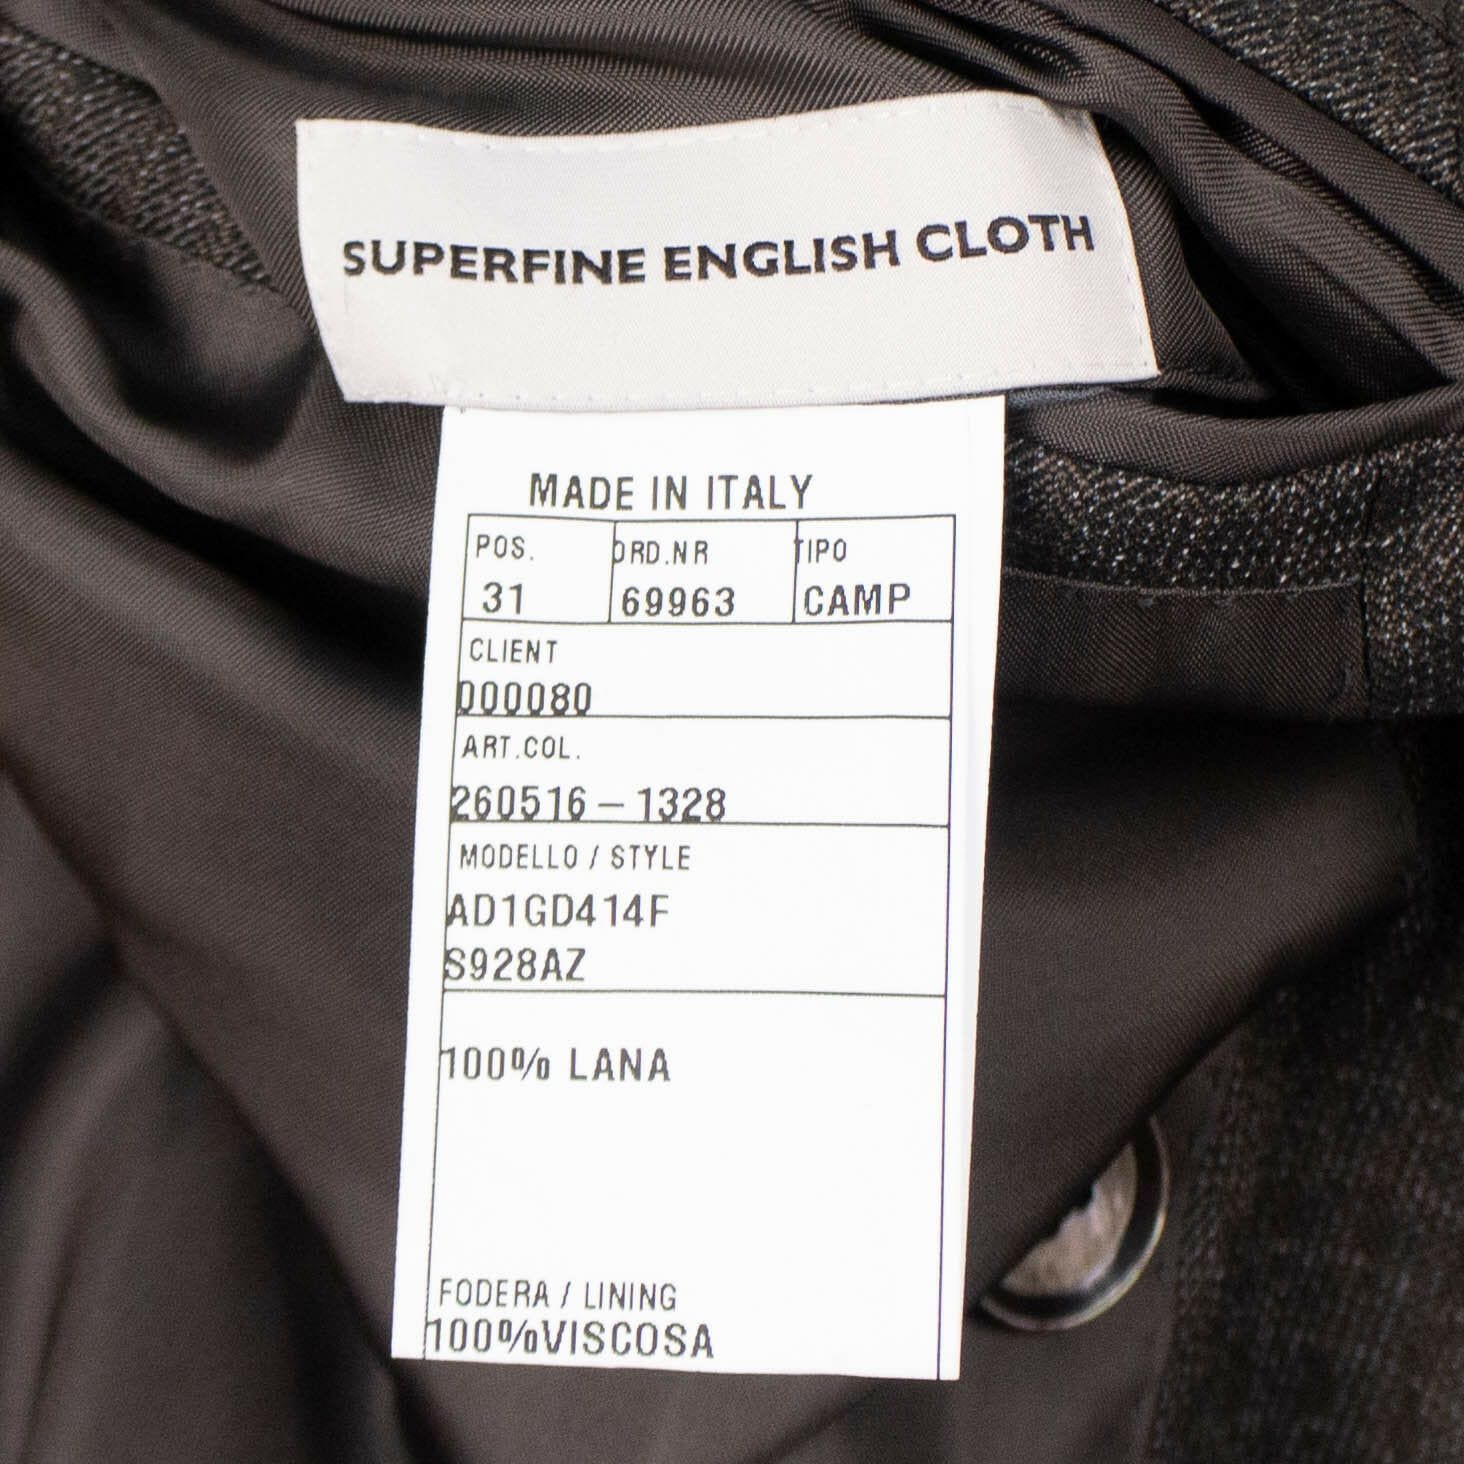 SUPERFINE ENGLISH CLOTH
MADE IN ITALY
POS. ORD.NR TIPO
31 69963 CAMP
CLIENT
000080
ART.COL.
260516 – 1328
MODELLO / STYLE
AD1GD414F
S928AZ
100% LANA
FODERA / LINING
100%VISCOSA